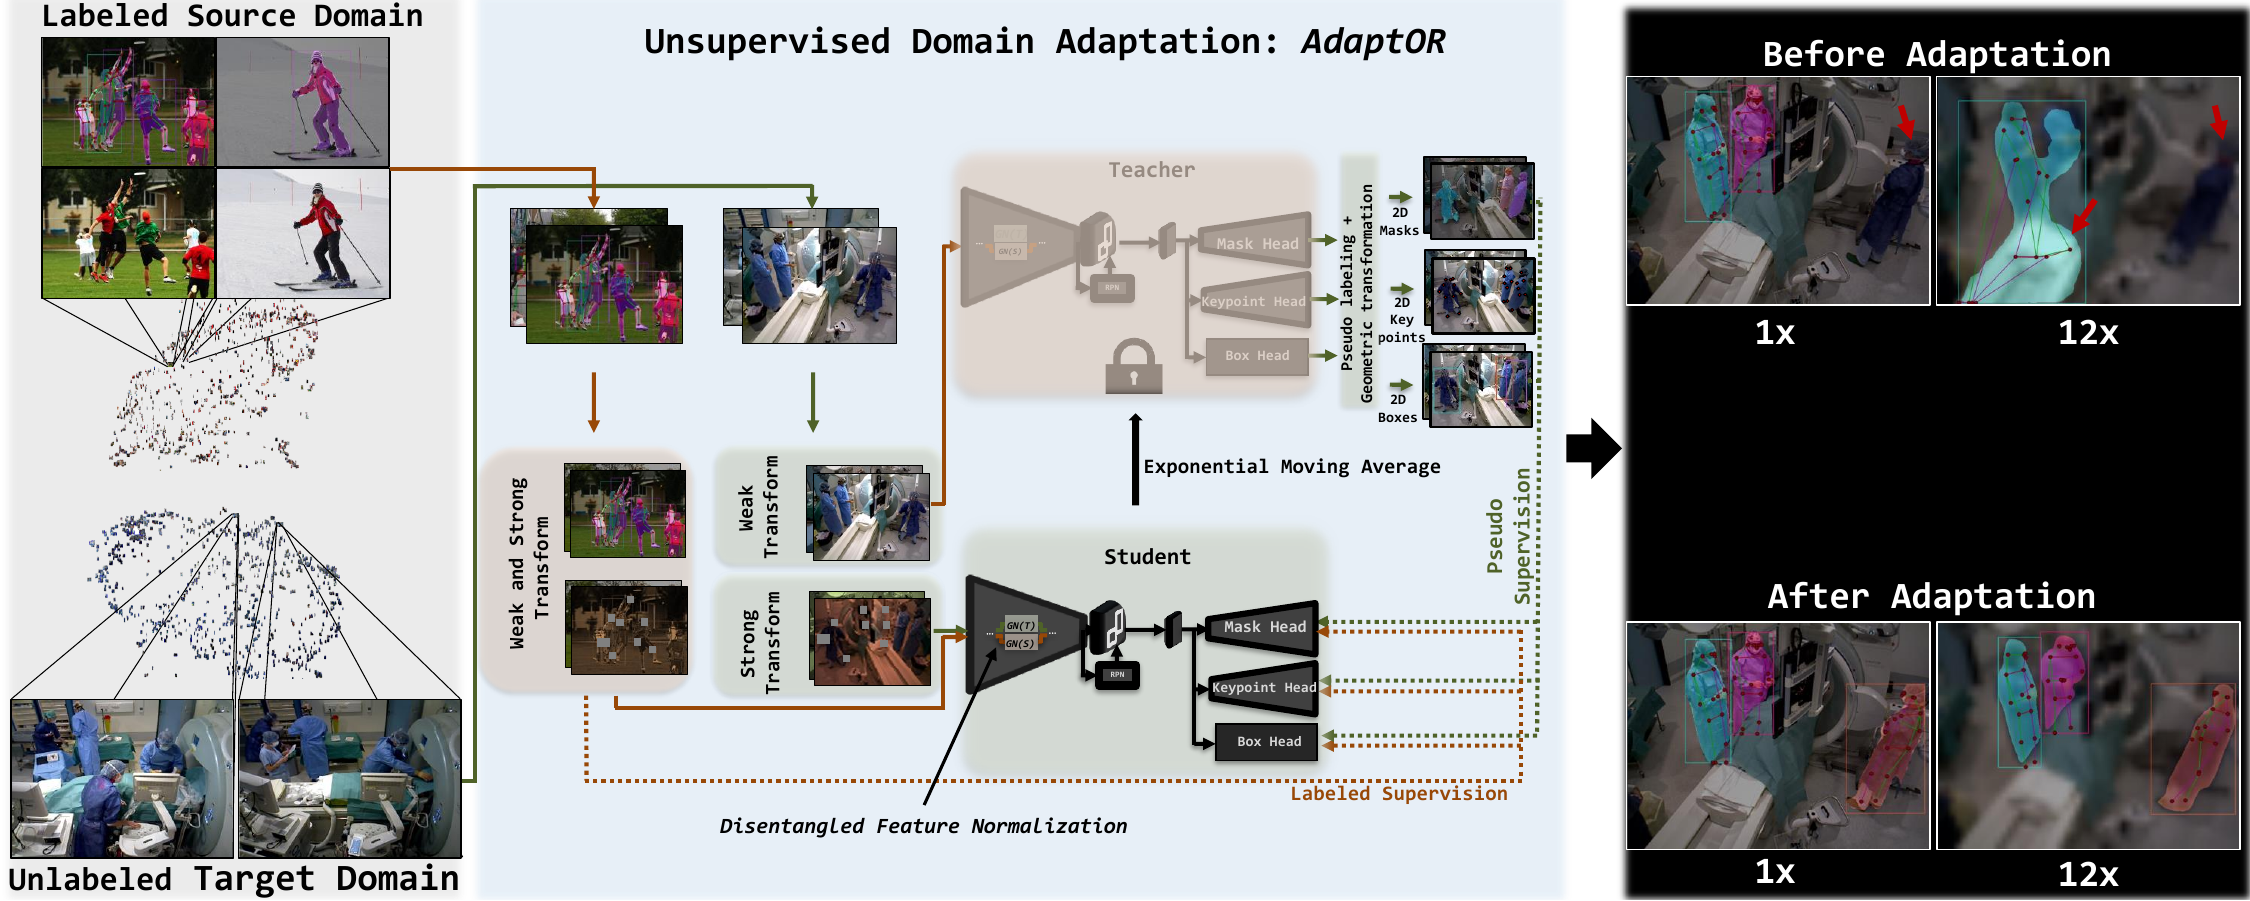 Labeled Source Domain
Unsupervised Domain Adaptation: AdaptOR
Before Adaptation
1x
12x
Teacher
GN(S)
RPN
Mask Head
Keypoint Head
Box Head
Pseudo labeling +
Geometric transformation
2D
Masks
2D
Key
points
2D
Boxes
Exponential Moving Average
Pseudo
Supervision
Weak and Strong
Transform
Weak
Transform
Strong
Transform
Student
GN(T)
GN(S)
RPN
Mask Head
Keypoint Head
Box Head
Labeled Supervision
Disentangled Feature Normalization
Unlabeled Target Domain
After Adaptation
1x
12x